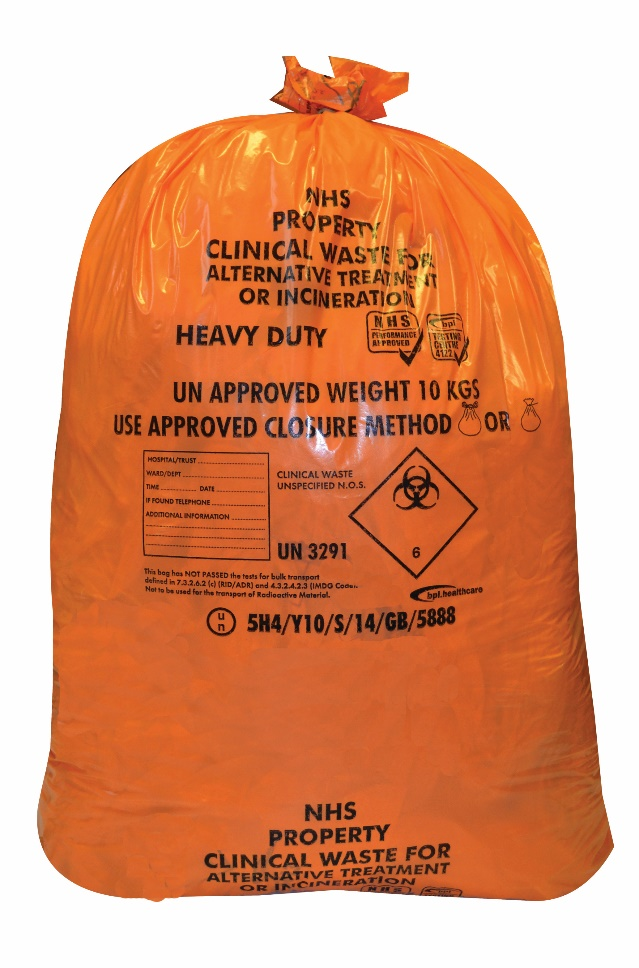 NHS
PROPERTY
CLINICAL WASTE FOR
ALTERNATIVE TREATMENT
OR INCINERATION
HEAVY DUTY
NHS
PERFORMANCE
APPROVED
bpi
TESTING
CENTRE
4122
UN APPROVED WEIGHT 10 KGS
USE APPROVED CLOSURE METHOD OR
HOSPITAL/TRUST
WARD/DEPT
TIME DATE
IF FOUND TELEPHONE
ADDITIONAL INFORMATION
CLINICAL WASTE
UNSPECIFIED N.O.S.
UN 3291
6
This bag has NOT PASSED the tests for bulk transport
defined in 7.3.2.6.2 (c) (RID/ADR) and 4.3.2.4.2.3 (IMDG Code).
Not to be used for the transport of Radioactive Material.
bpi.healthcare
u
n
5H4/Y10/S/14/GB/5888
NHS
PROPERTY
CLINICAL WASTE FOR
ALTERNATIVE TREATMENT
OR INCINERATION
NHS